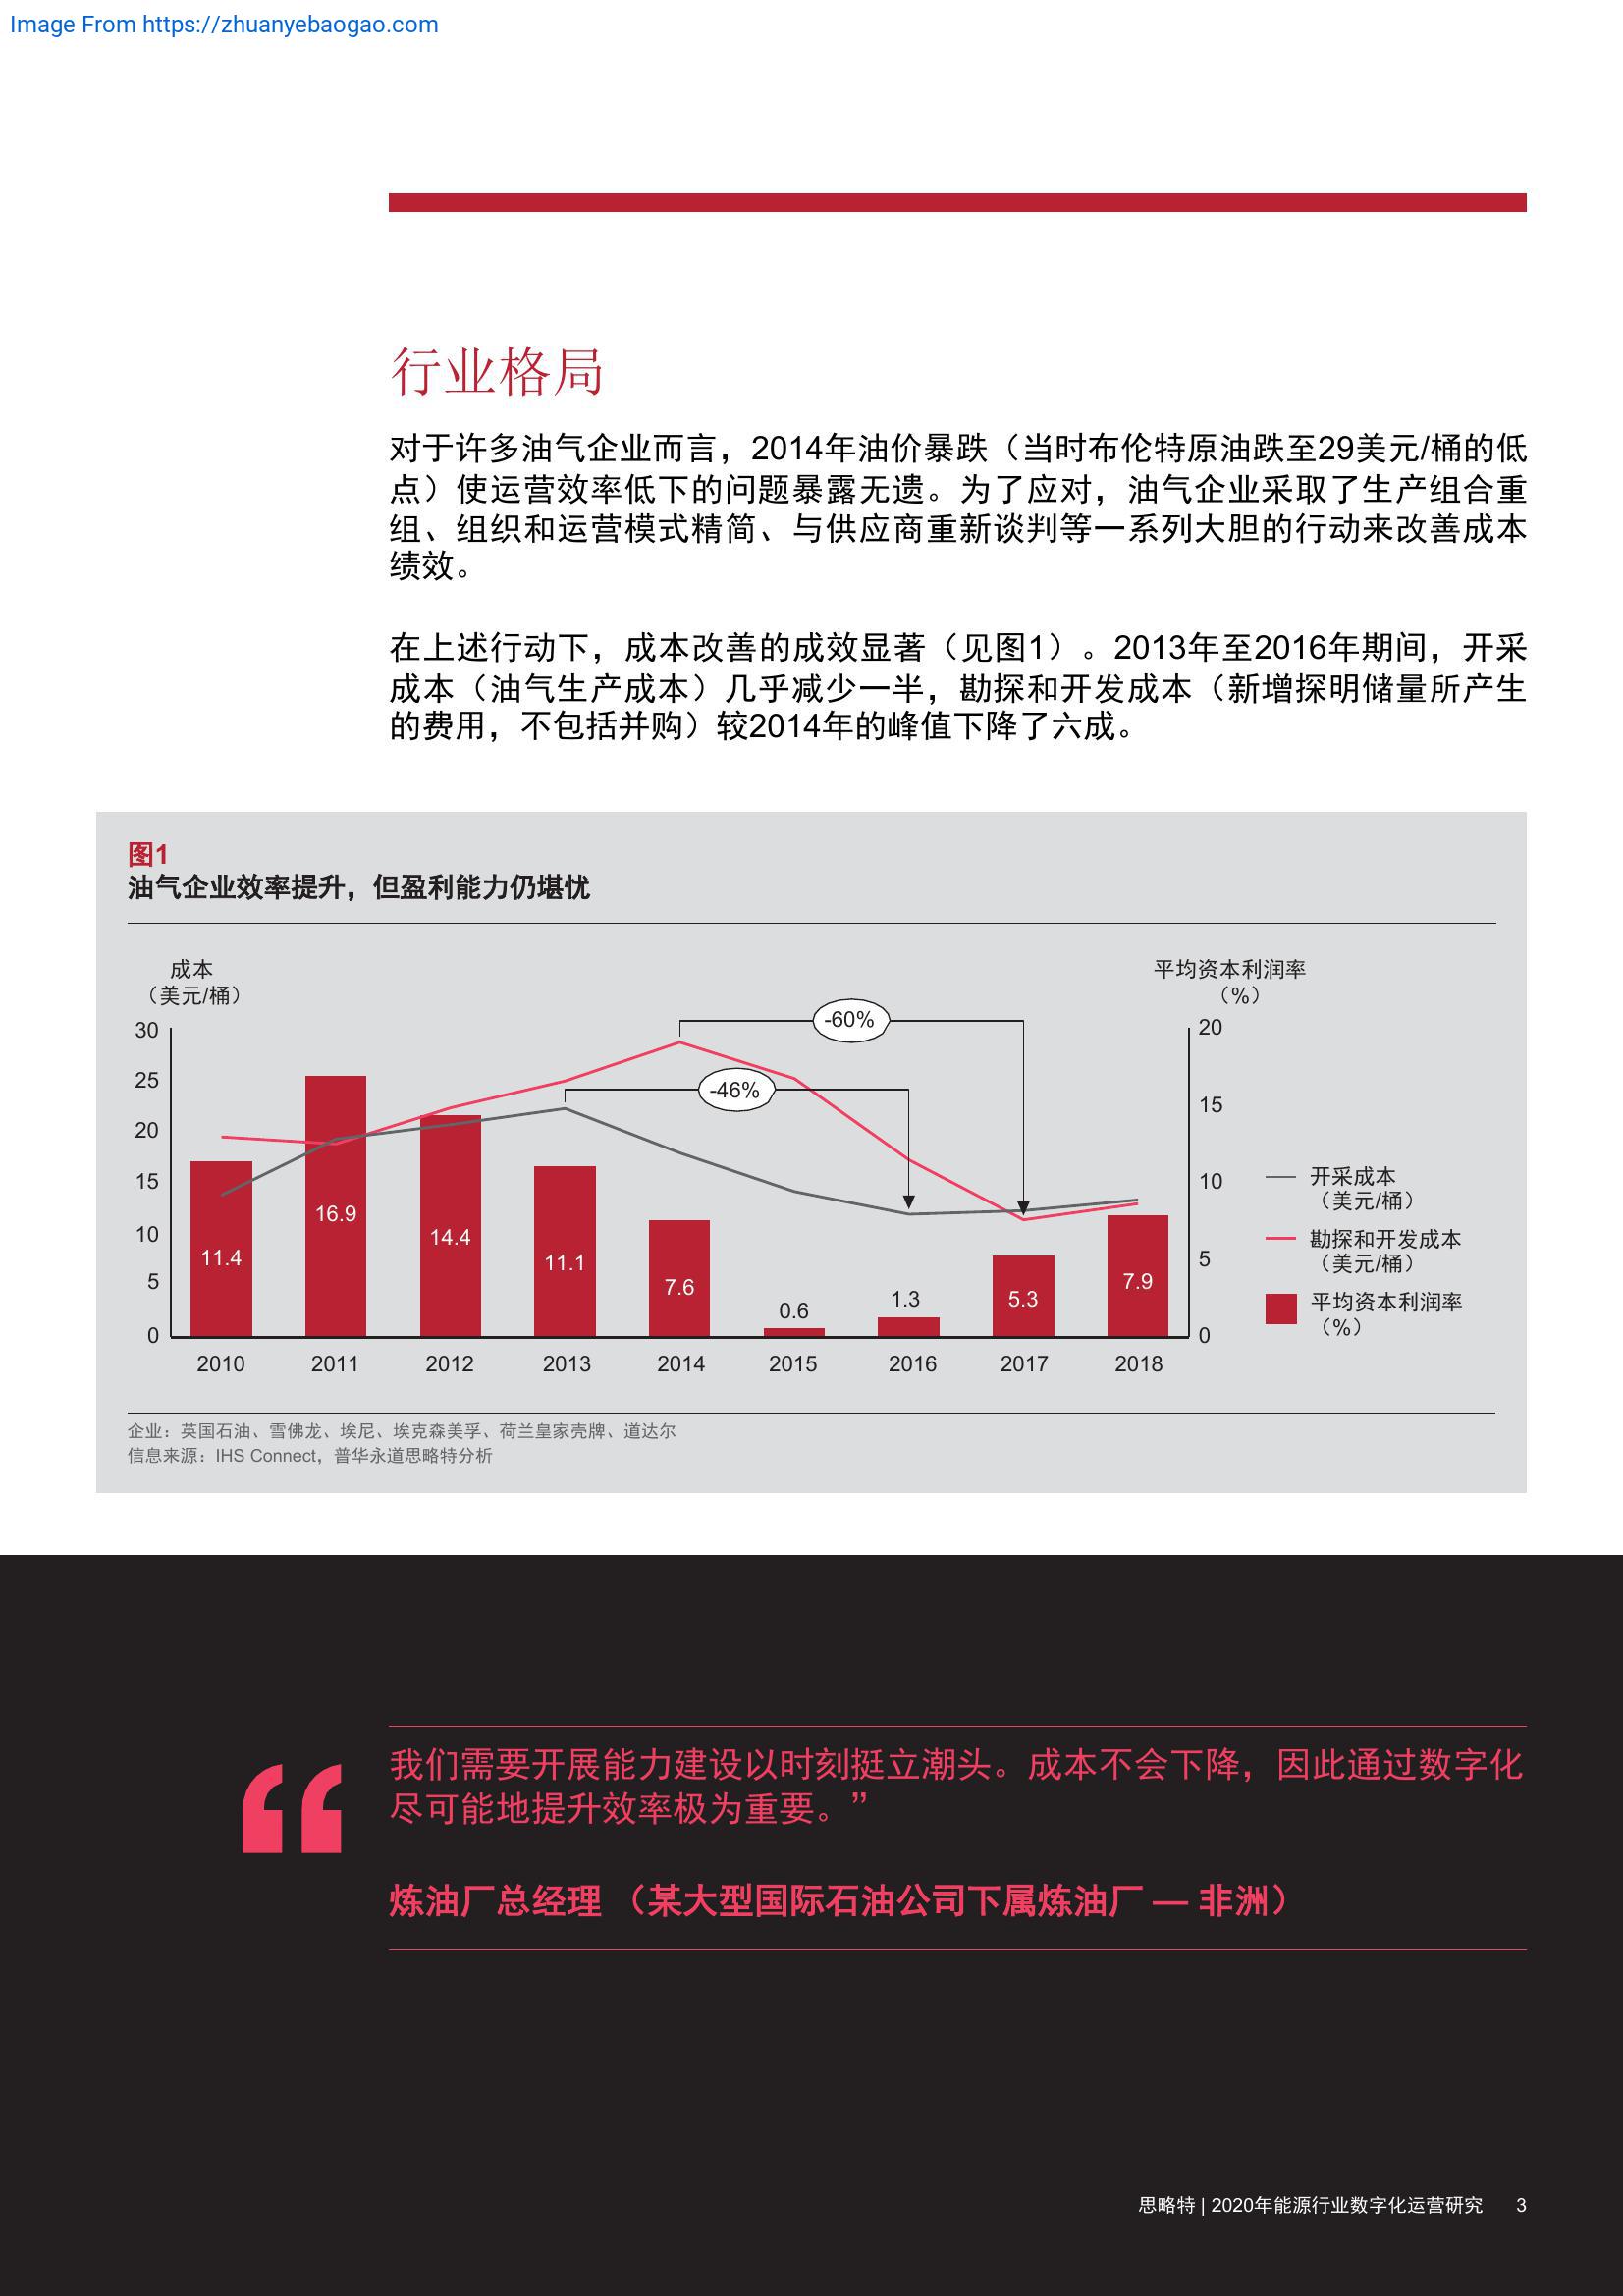 Image From https://zhuanyebaogao.com
行业格局
对于许多油气企业而言，2014年油价暴跌（当时布伦特原油跌至29美元/桶的低
点）使运营效率低下的问题暴露无遗。为了应对，油气企业采取了生产组合重
组、组织和运营模式精简、与供应商重新谈判等一系列大胆的行动来改善成本
绩效。
在上述行动下，成本改善的成效显著（见图1）。2013年至2016年期间，开采
成本（油气生产成本）几乎减少一半，勘探和开发成本（新增探明储量所产生
的费用，不包括并购）较2014年的峰值下降了六成。
图1
油气企业效率提升，但盈利能力仍堪忧
成本
（美元/桶）
平均资本利润率
（%）
30
25
20
15
10
5
0
-60%
-46%
11.4
16.9
14.4
11.1
7.6
0.6
1.3
5.3
7.9
20
15
10
5
0
2010
2011
2012
2013
2014
2015
2016
2017
2018
开采成本
（美元/桶）
勘探和开发成本
（美元/桶）
平均资本利润率
（%）
企业：英国石油、雪佛龙、埃尼、埃克森美孚、荷兰皇家壳牌、道达尔
信息来源：IHS Connect，普华永道思略特分析
“
我们需要开展能力建设以时刻挺立潮头。成本不会下降，因此通过数字化
尽可能地提升效率极为重要。”
炼油厂总经理 （某大型国际石油公司下属炼油厂 — 非洲）
思略特 | 2020年能源行业数字化运营研究 3